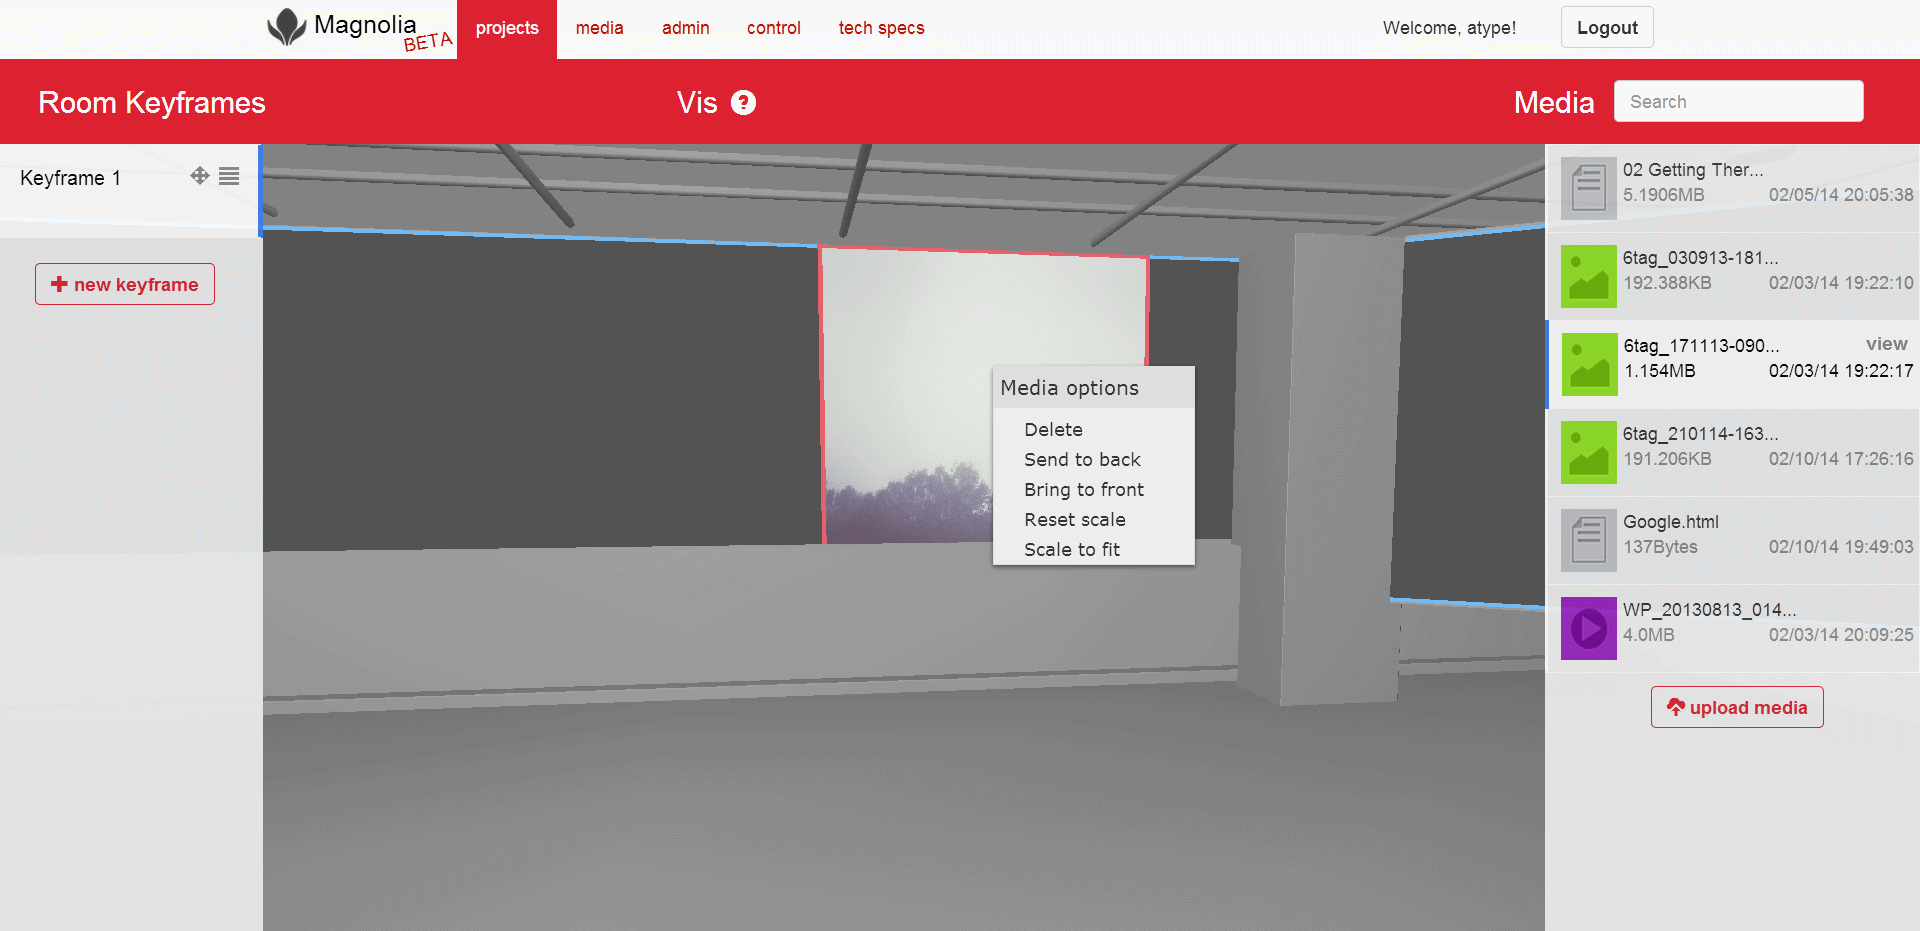 Magnolia
BETA
projects
media
admin
control
tech specs
Welcome, atype!
Logout
Room Keyframes
Vis ?
Media
Search
Keyframe 1
new keyframe
Media options
Delete
Send to back
Bring to front
Reset scale
Scale to fit
02 Getting Ther...
5.1906MB 02/05/14 20:05:38
6tag_030913-181...
192.388KB 02/03/14 19:22:10
6tag_171113-090... view
1.154MB 02/03/14 19:22:17
6tag_210114-163...
191.206KB 02/10/14 17:26:16
Google.html
137Bytes 02/10/14 19:49:03
WP_20130813_014...
4.0MB 02/03/14 20:09:25
upload media